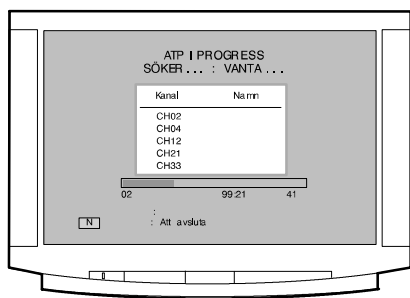 ATP I PROGRESS
SÖKER . . . : VANTA . . .
Kanal Namn
CH02
CH04
CH12
CH21
CH33
02 99:21 41
:
N : Att avsluta